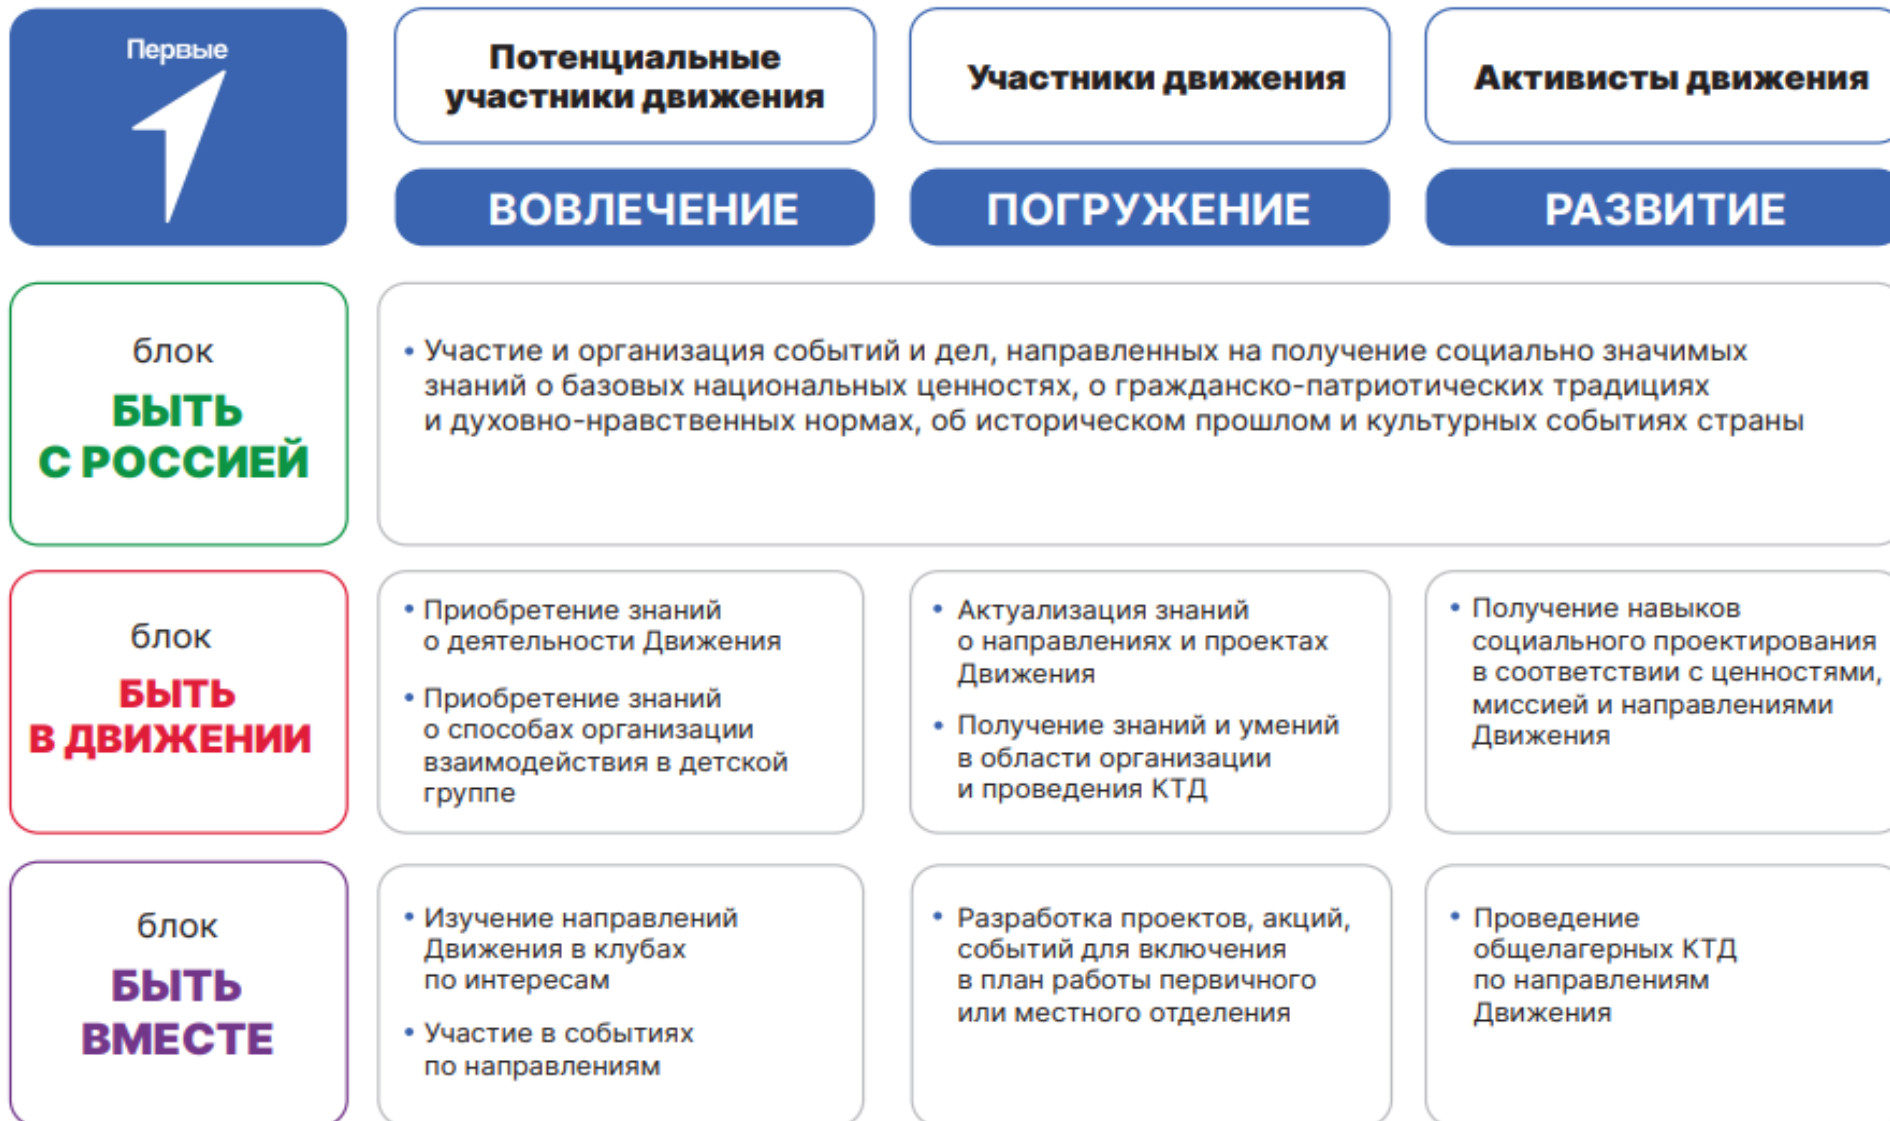 Первые
Потенциальные
участники движения
Участники движения
Активисты движения
ВОВЛЕЧЕНИЕ
ПОГРУЖЕНИЕ
РАЗВИТИЕ
блок
БЫТЬ
С РОССИЕЙ
• Участие и организация событий и дел, направленных на получение социально значимых
знаний о базовых национальных ценностях, о гражданско-патриотических традициях
и духовно-нравственных нормах, об историческом прошлом и культурных событиях страны
блок
БЫТЬ
В ДВИЖЕНИИ
• Приобретение знаний
о деятельности Движения
• Приобретение знаний
о способах организации
взаимодействия в детской
группе
• Актуализация знаний
о направлениях и проектах
Движения
• Получение знаний и умений
в области организации
и проведения КТД
• Получение навыков
социального проектирования
в соответствии с ценностями,
миссией и направлениями
Движения
блок
БЫТЬ
ВМЕСТЕ
• Изучение направлений
Движения в клубах
по интересам
• Участие в событиях
по направлениям
• Разработка проектов, акций,
событий для включения
в план работы первичного
или местного отделения
• Проведение
общелагерных КТД
по направлениям
Движения